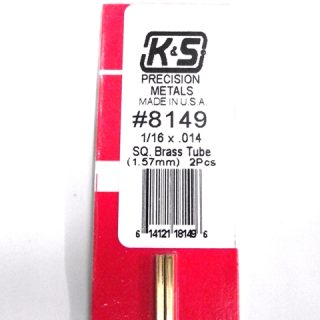 K&S
PRECISION
METALS
MADE IN U.S.A.
#8149
1/16 x .014
SQ. Brass Tube
(1.57mm) 2Pcs
6 14121 18149 6